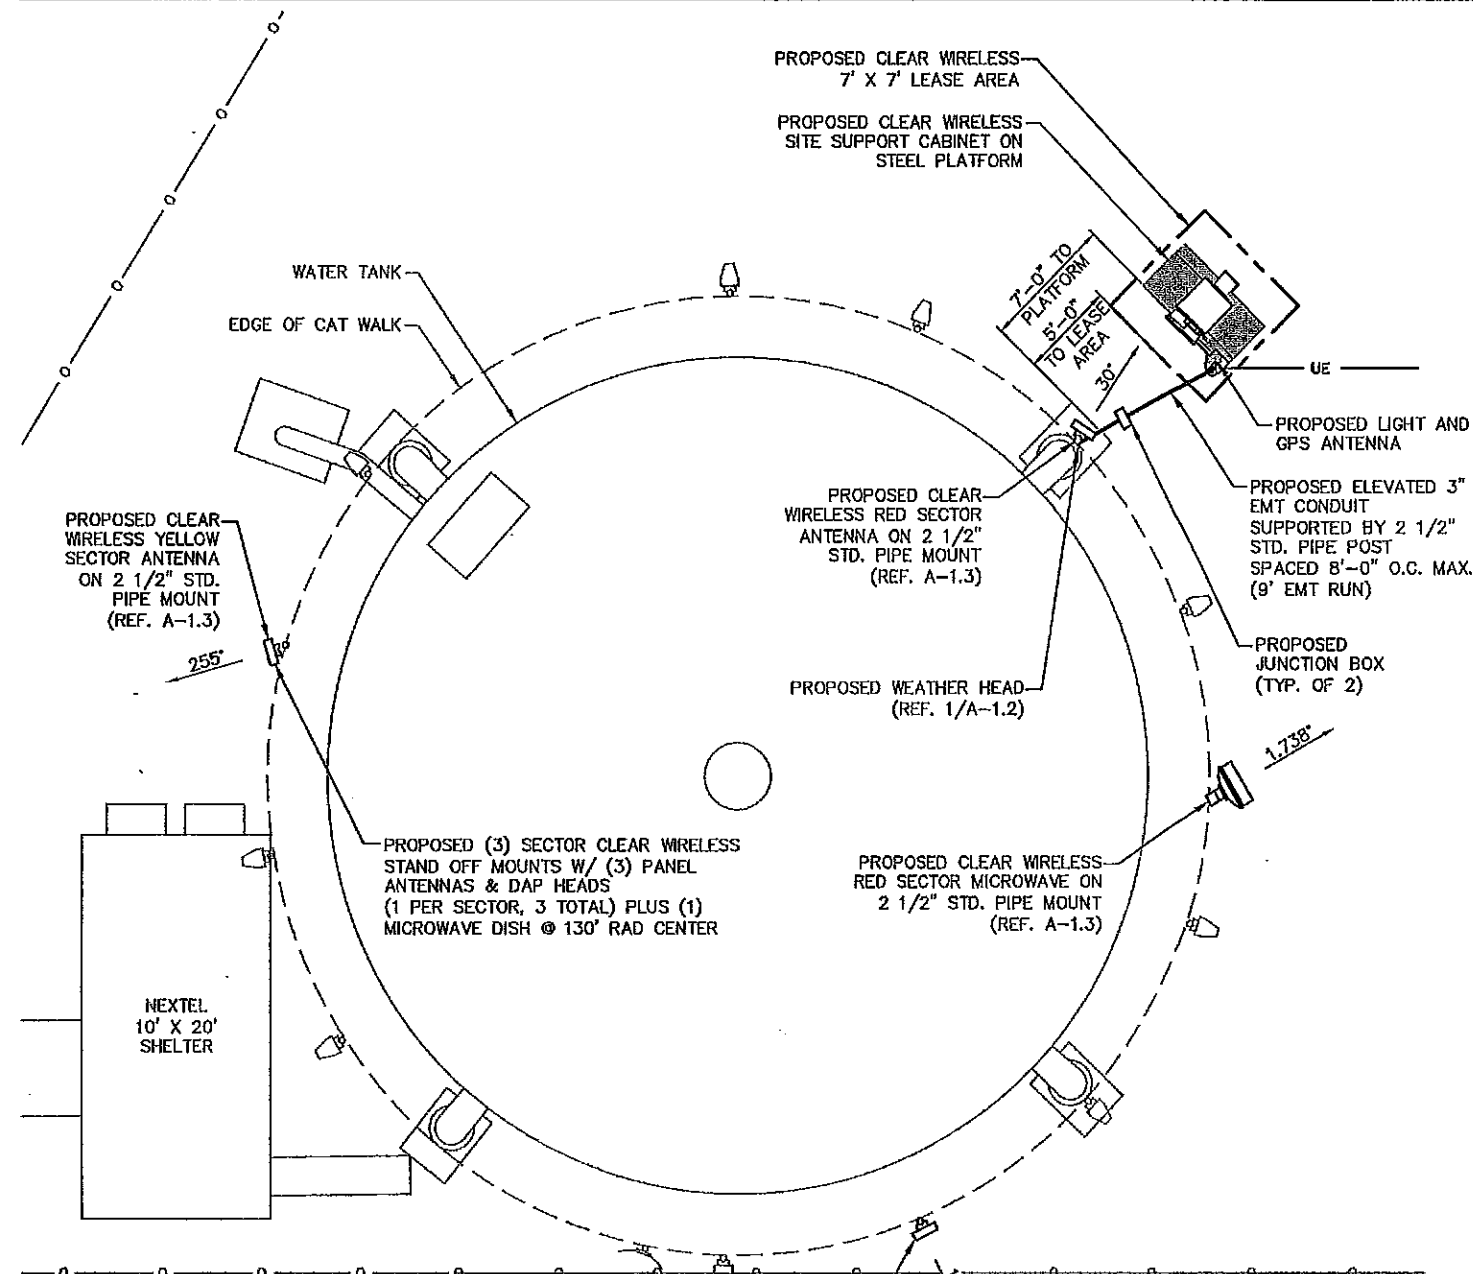 PROPOSED CLEAR WIRELESS
7' X 7' LEASE AREA
PROPOSED CLEAR WIRELESS
SITE SUPPORT CABINET ON
STEEL PLATFORM
WATER TANK
EDGE OF CAT WALK
7'-0" TO
PLATFORM
5'-0"
TO LEASE
AREA
30°
UE
PROPOSED LIGHT AND
GPS ANTENNA
PROPOSED ELEVATED 3"
EMT CONDUIT
SUPPORTED BY 2 1/2"
STD. PIPE POST
SPACED 8'-0" O.C. MAX.
(9' EMT RUN)
PROPOSED CLEAR
WIRELESS RED SECTOR
ANTENNA ON 2 1/2"
STD. PIPE MOUNT
(REF. A-1.3)
PROPOSED CLEAR
WIRELESS YELLOW
SECTOR ANTENNA
ON 2 1/2" STD.
PIPE MOUNT
(REF. A-1.3)
255°
PROPOSED
JUNCTION BOX
(TYP. OF 2)
PROPOSED WEATHER HEAD
(REF. 1/A-1.2)
1.738°
PROPOSED (3) SECTOR CLEAR WIRELESS
STAND OFF MOUNTS W/ (3) PANEL
ANTENNAS & DAP HEADS
(1 PER SECTOR, 3 TOTAL) PLUS (1)
MICROWAVE DISH @ 130' RAD CENTER
PROPOSED CLEAR WIRELESS
RED SECTOR MICROWAVE ON
2 1/2" STD. PIPE MOUNT
(REF. A-1.3)
NEXTEL
10' X 20'
SHELTER